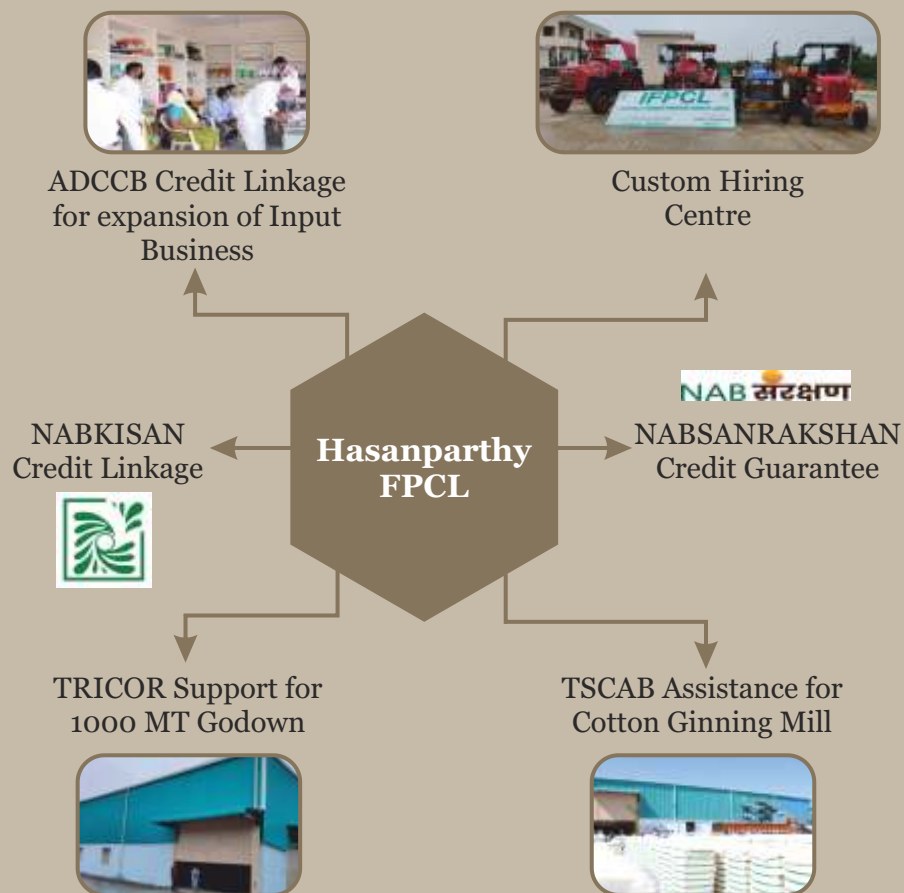 IFPCL
ADCCB Credit Linkage
for expansion of Input
Business
Custom Hiring
Centre
NAB संरक्षण
NABKISAN
Credit Linkage
Hasanparthy
FPCL
NABSANRAKSHAN
Credit Guarantee
TRICOR Support for
1000 MT Godown
TSCAB Assistance for
Cotton Ginning Mill